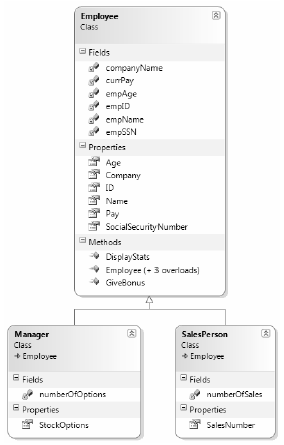 Employee
Class
Fields
companyName
currPay
empAge
empID
empName
empSSN
Properties
Age
Company
ID
Name
Pay
SocialSecurityNumber
Methods
DisplayStats
Employee (+ 3 overloads)
GiveBonus
Manager
Class
Employee
Fields
numberOfOptions
Properties
StockOptions
SalesPerson
Class
Employee
Fields
numberOfSales
Properties
SalesNumber